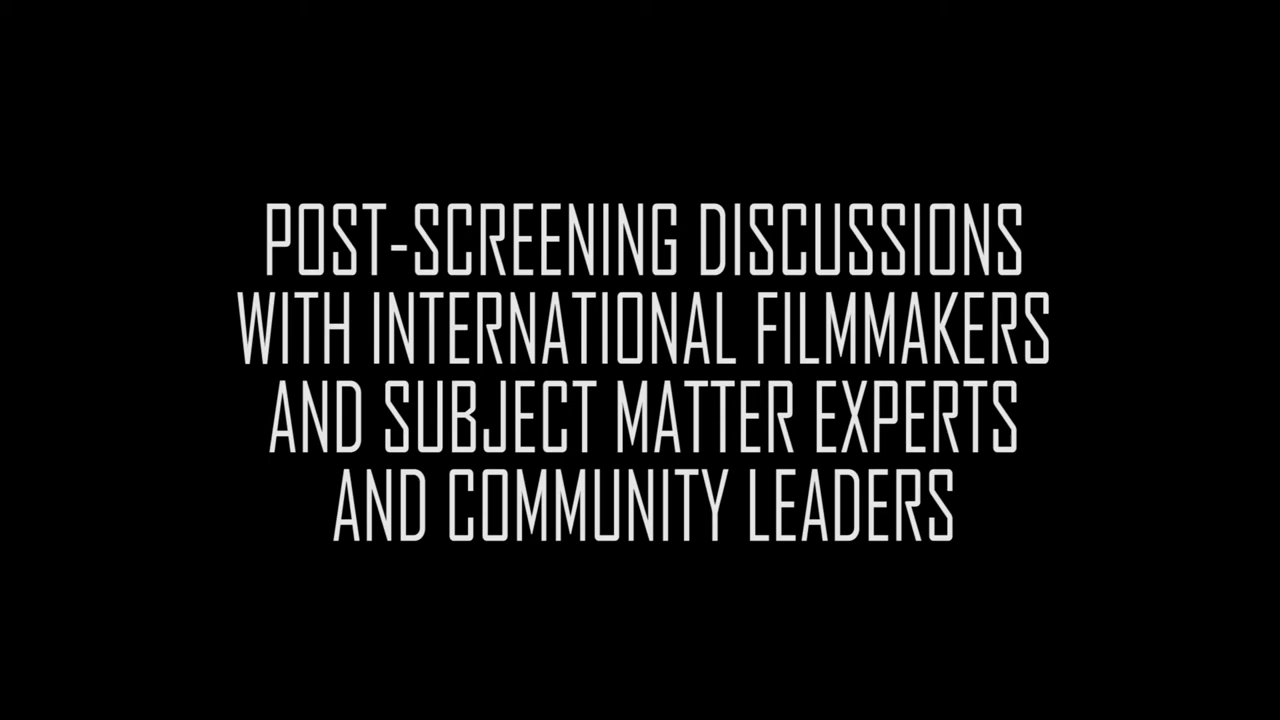 POST-SCREENING DISCUSSIONS
WITH INTERNATIONAL FILMMAKERS
AND SUBJECT MATTER EXPERTS
AND COMMUNITY LEADERS